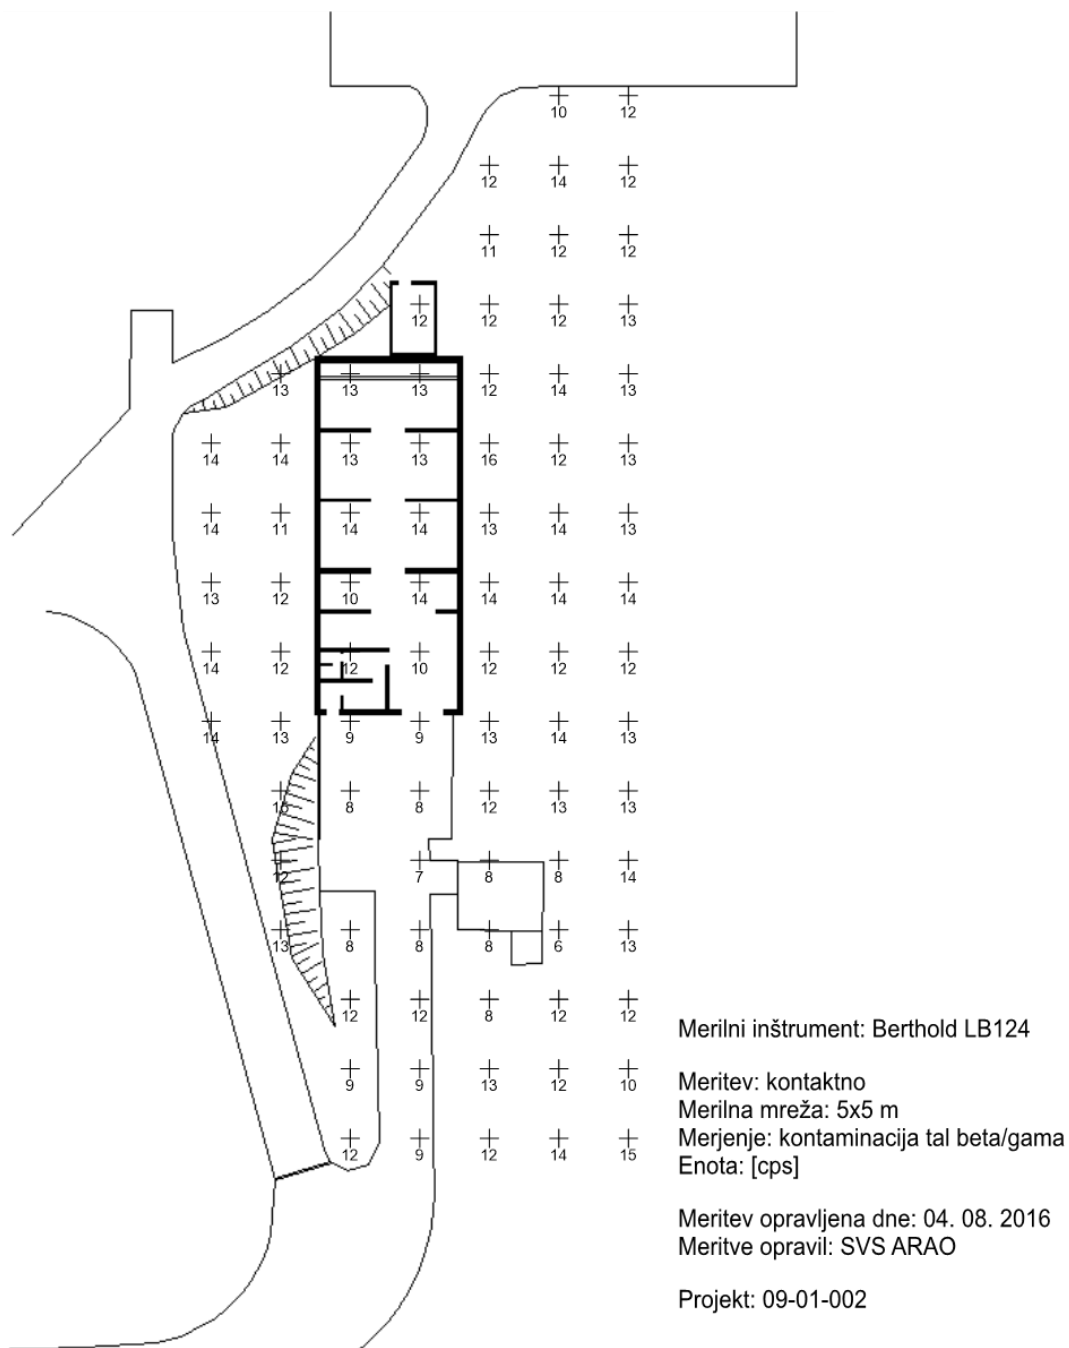 10 12
12 14 12
11 12 12
12 12 12 13
13 13 13 12 14 13
14 14 13 13 16 12 13
14 11 14 14 13 14 13
13 12 10 14 14 14 14
14 12 12 10 12 12 12
14 13 9 9 13 14 13
8 8 12 13 13
12 7 8 8 14
13 8 8 8 6 13
12 12 8 12 12
Merilni inštrument: Berthold LB124
9 9 13 12 10
Meritev: kontaktno
Merilna mreža: 5x5 m
Merjenje: kontaminacija tal beta/gama
12 9 12 14 15
Enota: [cps]
Meritev opravljena dne: 04. 08. 2016
Meritve opravil: SVS ARAO
Projekt: 09-01-002